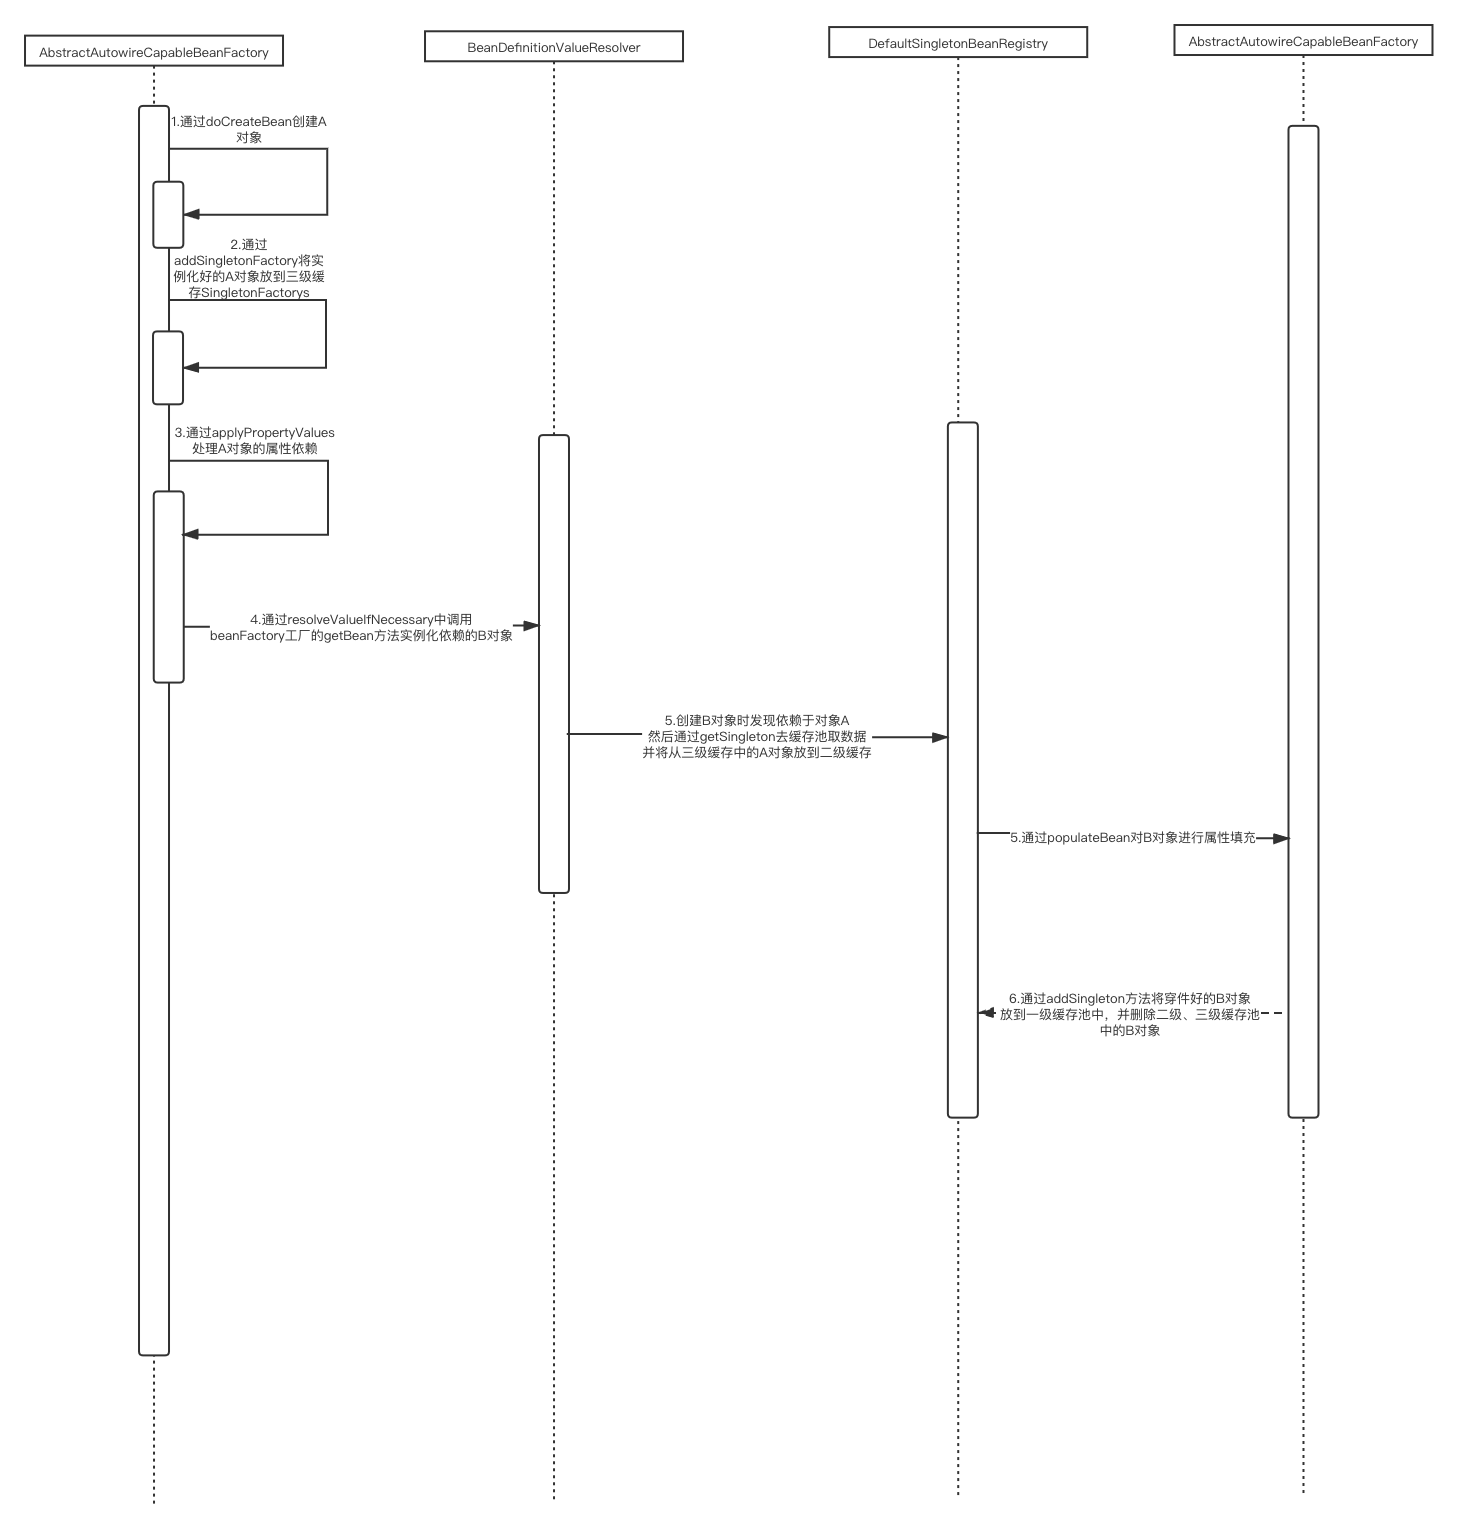 AbstractAutowireCapableBeanFactory
BeanDefinitionValueResolver
DefaultSingletonBeanRegistry
AbstractAutowireCapableBeanFactory
1.通过doCreateBean创建A
对象
2.通过
addSingletonFactory将实
例化好的A对象放到三级缓
存SingletonFactorys
3.通过applyPropertyValues
处理A对象的属性依赖
4.通过resolveValueIfNecessary中调用
beanFactory工厂的getBean方法实例化依赖的B对象
5.创建B对象时发现依赖于对象A
然后通过getSingleton去缓存池取数据
并将从三级缓存中的A对象放到二级缓存
5.通过populateBean对B对象进行属性填充
6.通过addSingleton方法将穿件好的B对象
放到一级缓存池中，并删除二级、三级缓存池
中的B对象